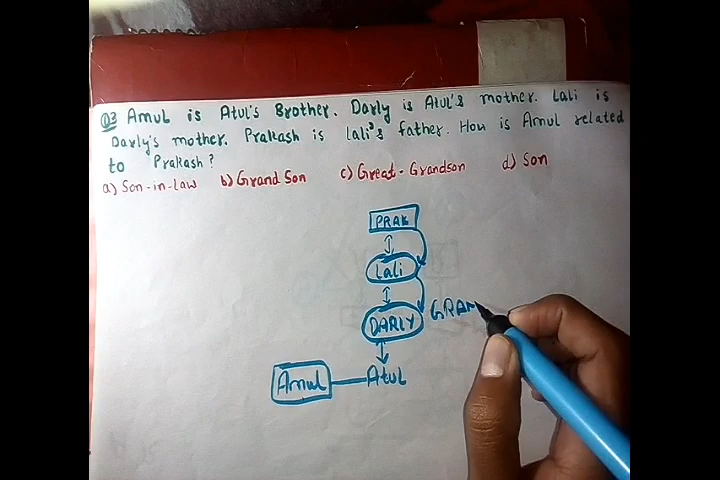 Q3 Amul is Atul's Brother. Darly is Atul's mother. Lali is
Darly's mother. Prakash is Lali's father. How is Amul related
to Prakash?
a) Son-in-Law b) Grand Son c) Great-Grandson d) Son
PRAK
Lali
DARLY GRAN
Amul Atul